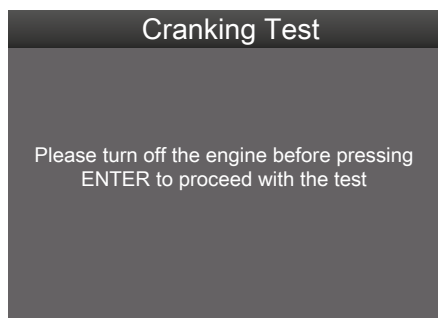 Cranking Test
Please turn off the engine before pressing
ENTER to proceed with the test